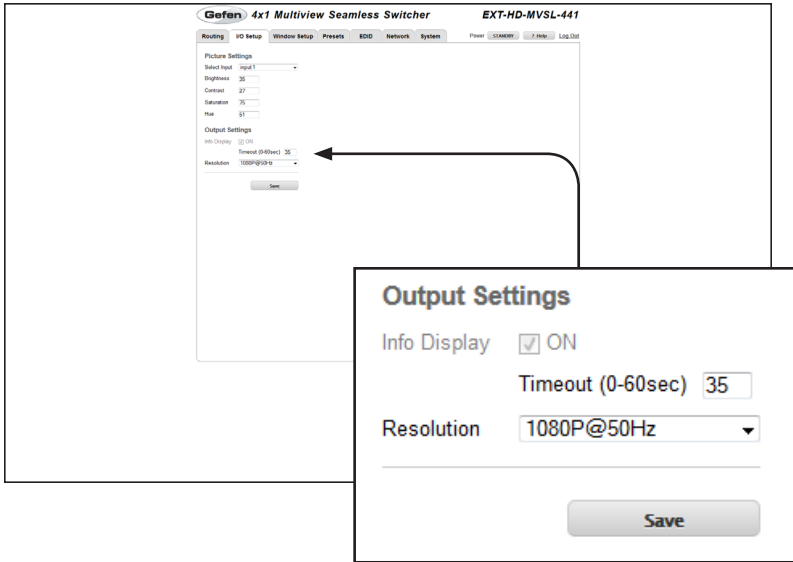 Gefen 4x1 Multiview Seamless Switcher EXT-HD-MVSL-441
Routing I/O Setup Window Setup Presets EDID Network System Power STANDBY ? Help Log Out
Picture Settings
Select Input input 1
Brightness 35
Contrast 27
Saturation 75
Hue 51
Output Settings
Info Display ON
Timeout (0-60sec) 35
Resolution 1080P@50Hz
Save
Output Settings
Info Display ON
Timeout (0-60sec) 35
Resolution 1080P@50Hz
Save